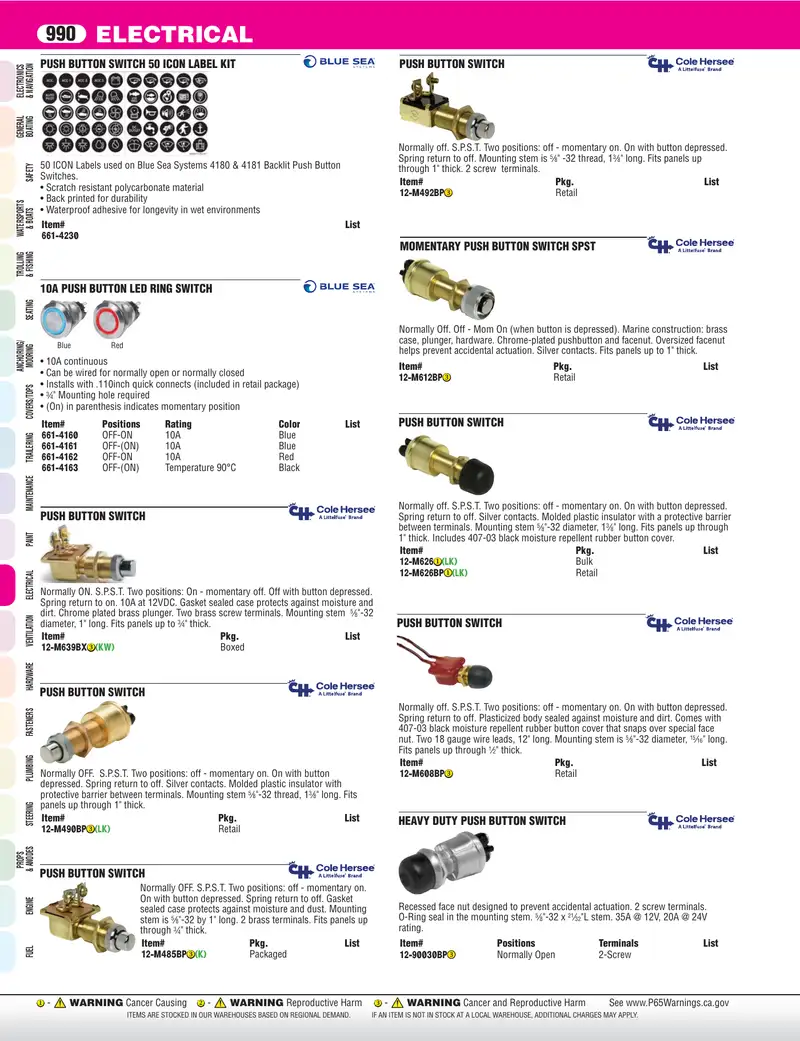 990 ELECTRICAL
ELECTRONICS & NAVIGATION
GENERAL BOATING
SAFETY
WATERSPORTS & BOATS
TROLLING & FISHING
SEATING
ANCHORING/ MOORING
COVERS/TOPS
TRAILERING
MAINTENANCE
PAINT
ELECTRICAL
VENTILATION
HARDWARE
FASTENERS
PLUMBING
STEERING
PROPS & ANODES
ENGINE
FUEL
PUSH BUTTON SWITCH 50 ICON LABEL KIT
BLUE SEA
SYSTEMS
50 ICON Labels used on Blue Sea Systems 4180 & 4181 Backlit Push Button
Switches.
• Scratch resistant polycarbonate material
• Back printed for durability
• Waterproof adhesive for longevity in wet environments
Item# List
661-4230
10A PUSH BUTTON LED RING SWITCH
BLUE SEA
SYSTEMS
Blue Red
• 10A continuous
• Can be wired for normally open or normally closed
• Installs with .110inch quick connects (included in retail package)
• ¾" Mounting hole required
• (On) in parenthesis indicates momentary position
Item# Positions Rating Color List
661-4160 OFF-ON 10A Blue
661-4161 OFF-(ON) 10A Blue
661-4162 OFF-ON 10A Red
661-4163 OFF-(ON) Temperature 90°C Black
PUSH BUTTON SWITCH
Cole Hersee
A Littelfuse Brand
Normally ON. S.P.S.T. Two positions: On - momentary off. Off with button depressed.
Spring return to on. 10A at 12VDC. Gasket sealed case protects against moisture and
dirt. Chrome plated brass plunger. Two brass screw terminals. Mounting stem ⅝"-32
diameter, 1" long. Fits panels up to ¾" thick.
Item# Pkg. List
12-M639BX 3 (KW) Boxed
PUSH BUTTON SWITCH
Cole Hersee
A Littelfuse Brand
Normally OFF. S.P.S.T. Two positions: off - momentary on. On with button
depressed. Spring return to off. Silver contacts. Molded plastic insulator with
protective barrier between terminals. Mounting stem ⅝"-32 thread, 1⅜" long. Fits
panels up through 1" thick.
Item# Pkg. List
12-M490BP 3 (LK) Retail
PUSH BUTTON SWITCH
Cole Hersee
A Littelfuse Brand
Normally OFF. S.P.S.T. Two positions: off - momentary on.
On with button depressed. Spring return to off. Gasket
sealed case protects against moisture and dust. Mounting
stem is ⅝"-32 by 1" long. 2 brass terminals. Fits panels up
through ¾" thick.
Item# Pkg. List
12-M485BP 3 (K) Packaged
PUSH BUTTON SWITCH
Cole Hersee
A Littelfuse Brand
Normally off. S.P.S.T. Two positions: off - momentary on. On with button depressed.
Spring return to off. Mounting stem is ⅝" -32 thread, 1⅜" long. Fits panels up
through 1" thick. 2 screw terminals.
Item# Pkg. List
12-M492BP 3 Retail
MOMENTARY PUSH BUTTON SWITCH SPST
Cole Hersee
A Littelfuse Brand
Normally Off. Off - Mom On (when button is depressed). Marine construction: brass
case, plunger, hardware. Chrome-plated pushbutton and facenut. Oversized facenut
helps prevent accidental actuation. Silver contacts. Fits panels up to 1" thick.
Item# Pkg. List
12-M612BP 3 Retail
PUSH BUTTON SWITCH
Cole Hersee
A Littelfuse Brand
Normally off. S.P.S.T. Two positions: off - momentary on. On with button depressed.
Spring return to off. Silver contacts. Molded plastic insulator with a protective barrier
between terminals. Mounting stem ⅝"-32 diameter, 1⅜" long. Fits panels up through
1" thick. Includes 407-03 black moisture repellent rubber button cover.
Item# Pkg. List
12-M626 1 (LK) Bulk
12-M626BP 1 (LK) Retail
PUSH BUTTON SWITCH
Cole Hersee
A Littelfuse Brand
Normally off. S.P.S.T. Two positions: off - momentary on. On with button depressed.
Spring return to off. Plasticized body sealed against moisture and dirt. Comes with
407-03 black moisture repellent rubber button cover that snaps over special face
nut. Two 18 gauge wire leads, 12" long. Mounting stem is ⅝"-32 diameter, ¹⁵⁄₁₆" long.
Fits panels up through ½" thick.
Item# Pkg. List
12-M608BP 3 Retail
HEAVY DUTY PUSH BUTTON SWITCH
Cole Hersee
A Littelfuse Brand
Recessed face nut designed to prevent accidental actuation. 2 screw terminals.
O-Ring seal in the mounting stem. ⅝"-32 x ²¹⁄₃₂"L stem. 35A @ 12V, 20A @ 24V
rating.
Item# Positions Terminals List
12-90030BP 3 Normally Open 2-Screw
1 - WARNING Cancer Causing 2 - WARNING Reproductive Harm 3 - WARNING Cancer and Reproductive Harm See www.P65Warnings.ca.gov
ITEMS ARE STOCKED IN OUR WAREHOUSES BASED ON REGIONAL DEMAND. IF AN ITEM IS NOT IN STOCK AT A LOCAL WAREHOUSE, ADDITIONAL CHARGES MAY APPLY.